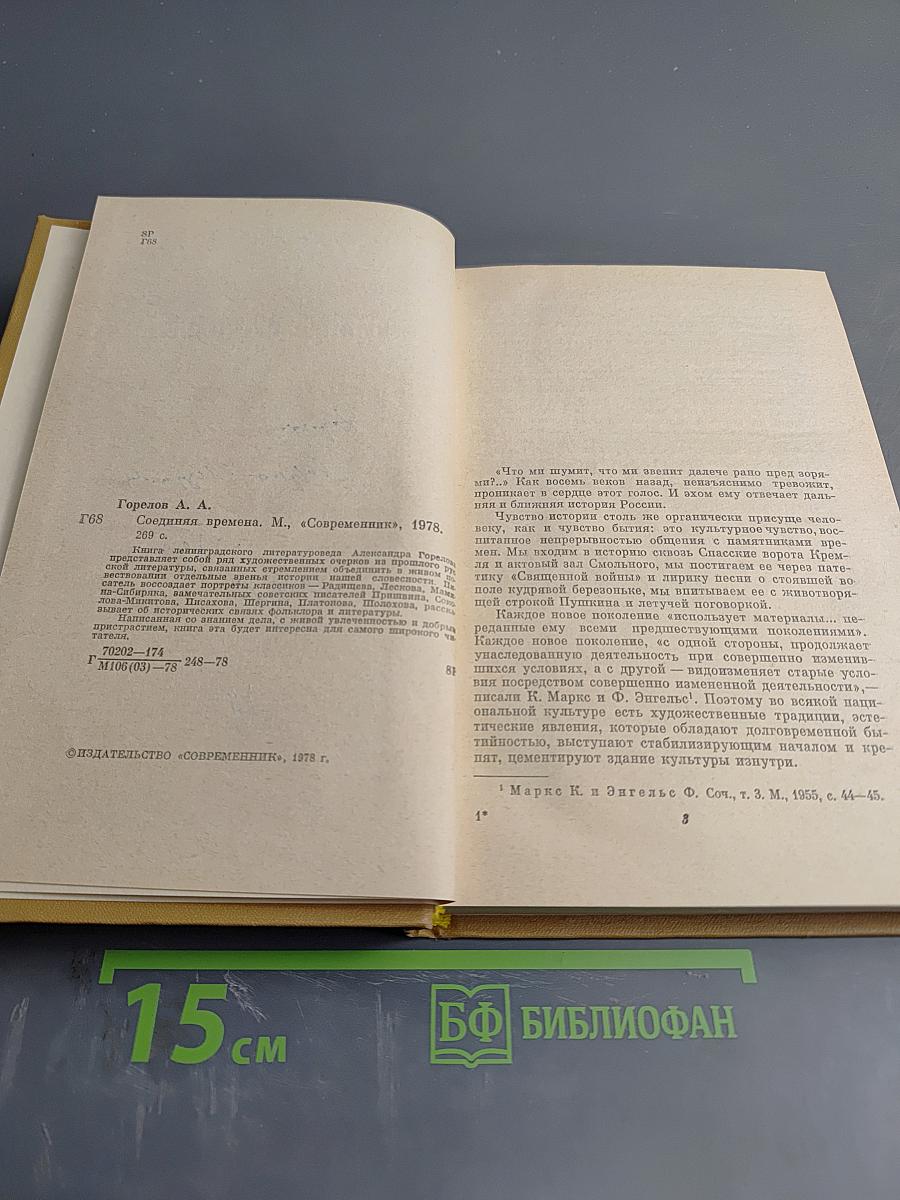 8Р
Г68
Горелов А. А.
Г68 Соединяя времена. М., «Современник», 1978.
269 с.
Книга ленинградского литературоведа Александра Горелова
представляет собой ряд художественных очерков из прошлого рус
ской литературы, связанных стремлением объединить в живом по
вествовании отдельные звенья истории нашей словесности. Пи
сатель воссоздает портреты классиков — Радищева, Лескова, Мами
на-Сибиряка, замечательных советских писателей Пришвина, Соко
лова-Микитова, Писахова, Шергина, Платонова, Шолохова, расска
зывает об исторических связях фольклора и литературы.
Написанная со знанием дела, с живой увлеченностью и добрым
пристрастием, книга эта будет интересна для самого широкого чи
тателя.
Г 70202—174
М106(03)—78 248—78
8Р
©ИЗДАТЕЛЬСТВО «СОВРЕМЕННИК», 1978 г.
«Что ми шумит, что ми звенит далече рано пред зоря-
ми?..» Как восемь веков назад, неизъяснимо тревожит,
проникает в сердце этот голос. И эхом ему отвечает даль-
няя и ближняя история России.
Чувство истории столь же органически присуще чело-
веку, как и чувство бытия: это культурное чувство, вос-
питанное непрерывностью общения с памятниками вре-
мен. Мы входим в историю сквозь Спасские ворота Крем-
ля и актовый зал Смольного, мы постигаем ее через пате-
тику «Священной войны» и лирику песни о стоявшей во
поле кудрявой березоньке, мы впитываем ее с животворя-
щей строкой Пушкина и летучей поговоркой.
Каждое новое поколение «использует материалы... пе-
реданные ему всеми предшествующими поколениями».
Каждое новое поколение, «с одной стороны, продолжает
унаследованную деятельность при совершенно изменив-
шихся условиях, а с другой — видоизменяет старые усло-
вия посредством совершенно измененной деятельности»,—
писали К. Маркс и Ф. Энгельс¹. Поэтому во всякой наци-
ональной культуре есть художественные традиции, эсте-
тические явления, которые обладают долговременной бы-
тийностью, выступают стабилизирующим началом и кре-
пят, цементируют здание культуры изнутри.
¹ Маркс К. и Энгельс Ф. Соч., т. 3. М., 1955, с. 44—45.
1* 3
15 см БФ БИБЛИОФАН